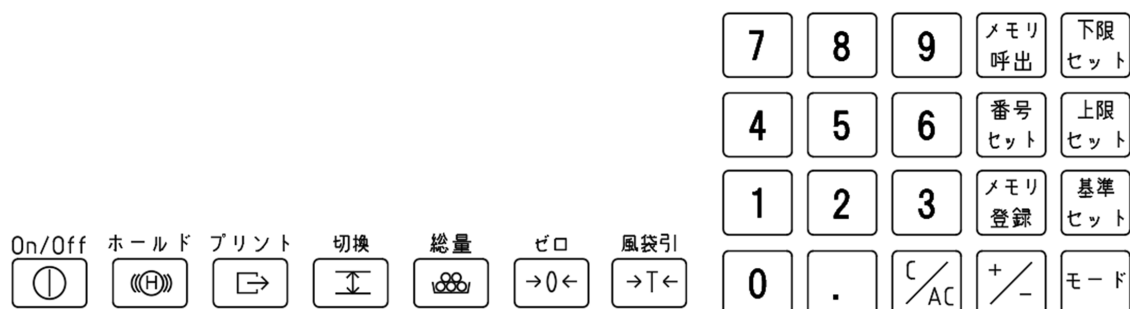 7 8 9 メモリ呼出 下限セット
4 5 6 番号セット 上限セット
1 2 3 メモリ登録 基準セット
On/Off ホールド プリント 切換 総量 ゼロ 風袋引
H →0← →T← 0 . C/AC +/- モード